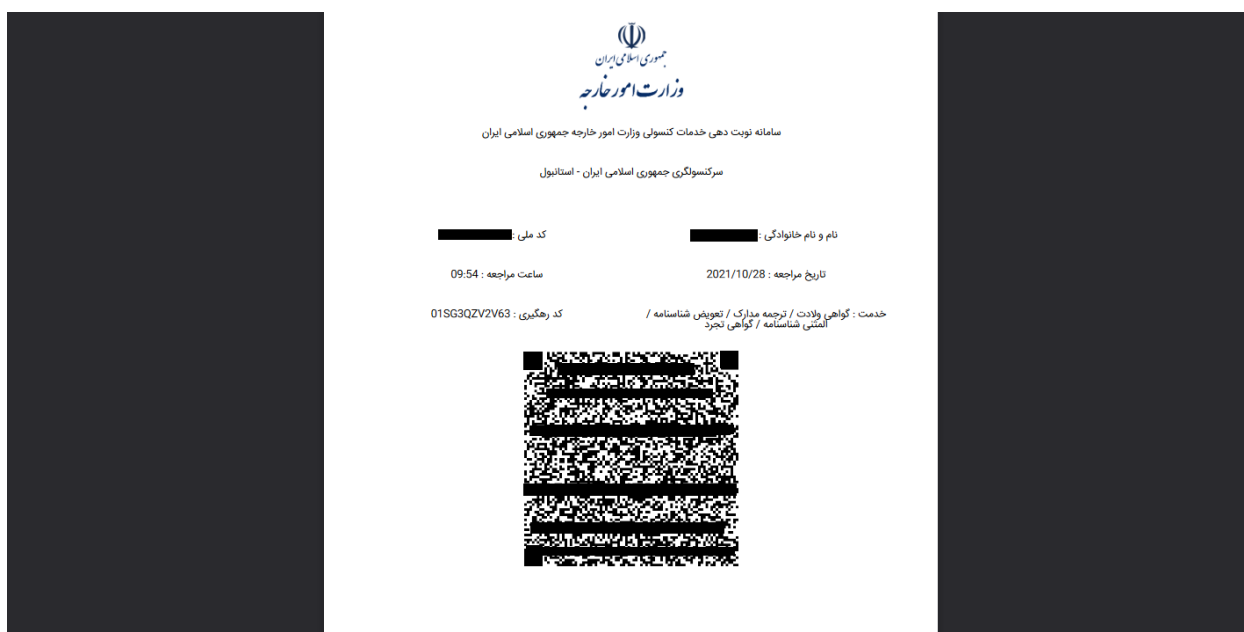 جمهوری اسلامی ایران
وزارت امور خارجه
سامانه نوبت دهی خدمات کنسولی وزارت امور خارجه جمهوری اسلامی ایران
سرکنسولگری جمهوری اسلامی ایران - استانبول
نام و نام خانوادگی :
کد ملی :
تاریخ مراجعه : 2021/10/28
ساعت مراجعه : 09:54
خدمت : گواهی ولادت / ترجمه مدارک / تعویض شناسنامه /
المثنی شناسنامه / گواهی تجرد
کد رهگیری : 01SG3QZV2V63